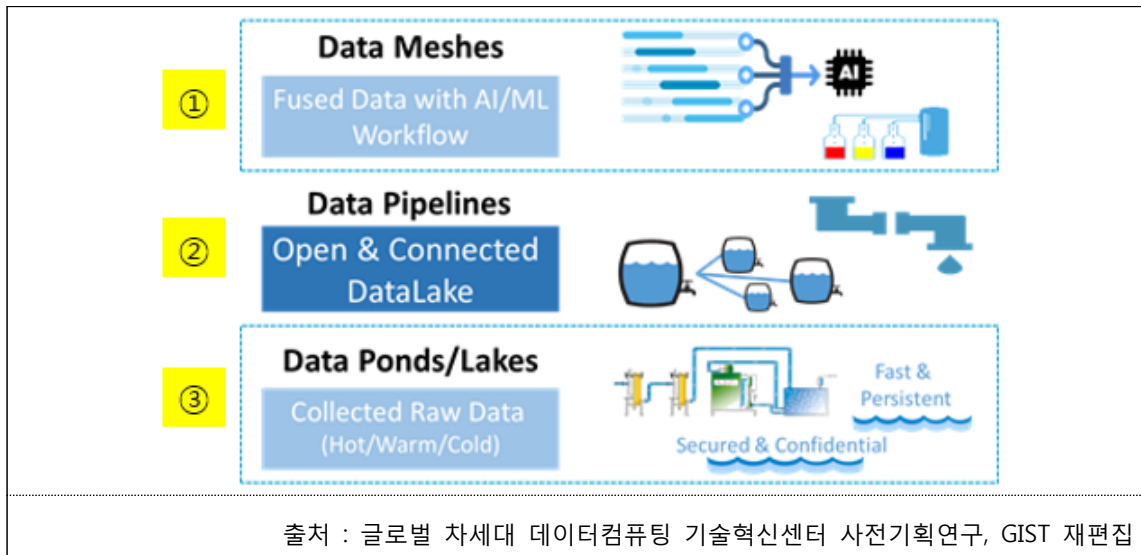 Data Meshes
①
Fused Data with AI/ML
Workflow
AI
Data Pipelines
②
Open & Connected
DataLake
Data Ponds/Lakes
③
Collected Raw Data
(Hot/Warm/Cold)
Fast &
Persistent
Secured & Confidential
출처 : 글로벌 차세대 데이터컴퓨팅 기술혁신센터 사전기획연구, GIST 재편집